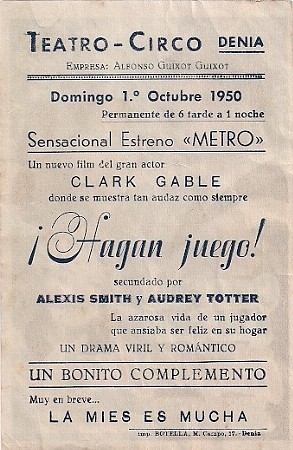 TEATRO-CIRCO DENIA
EMPRESA: ALFONSO GUIXOT GUIXOT
Domingo 1.º Octubre 1950
Permanente de 6 tarde a 1 noche
Sensacional Estreno «METRO»
Un nuevo film del gran actor
CLARK GABLE
donde se muestra tan audaz como siempre
¡Hagan juego!
secundado por
ALEXIS SMITH y AUDREY TOTTER
La azarosa vida de un jugador
que ansiaba ser feliz en su hogar
UN DRAMA VIRIL Y ROMÁNTICO
UN BONITO COMPLEMENTO
Muy en breve...
LA MIES ES MUCHA
imp. BOTELLA, M. Campo, 17.-Denia